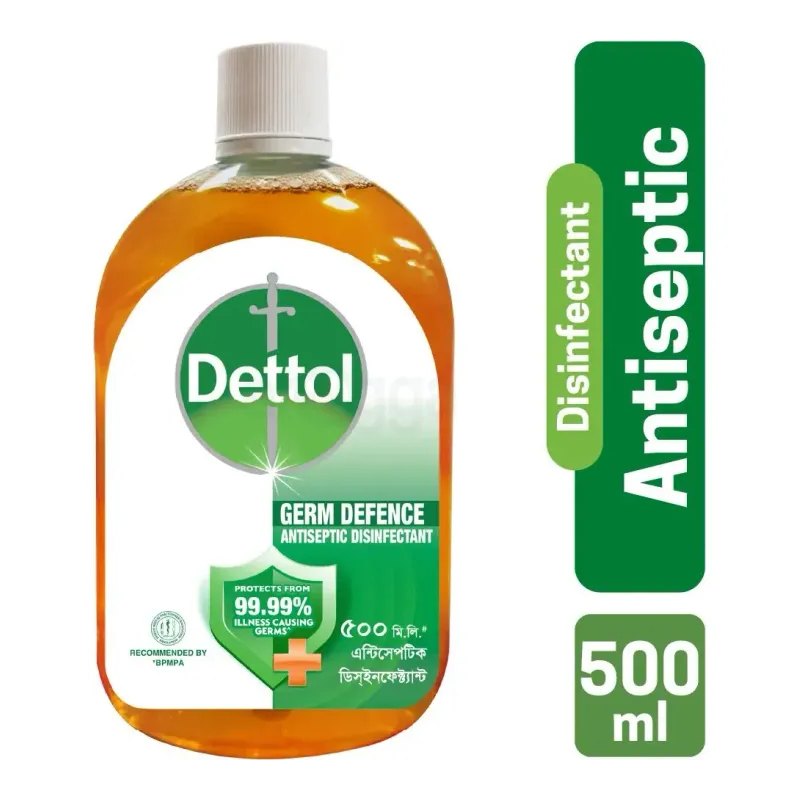 Dettol
GERM DEFENCE
ANTISEPTIC DISINFECTANT
PROTECTS FROM
99.99%
ILLNESS CAUSING
GERMS^
RECOMMENDED BY
*BPMPA
৫০০ মি.লি.#
এন্টিসেপটিক
ডিস্ইনফেক্ট্যান্ট
Disinfectant
Antiseptic
500
ml